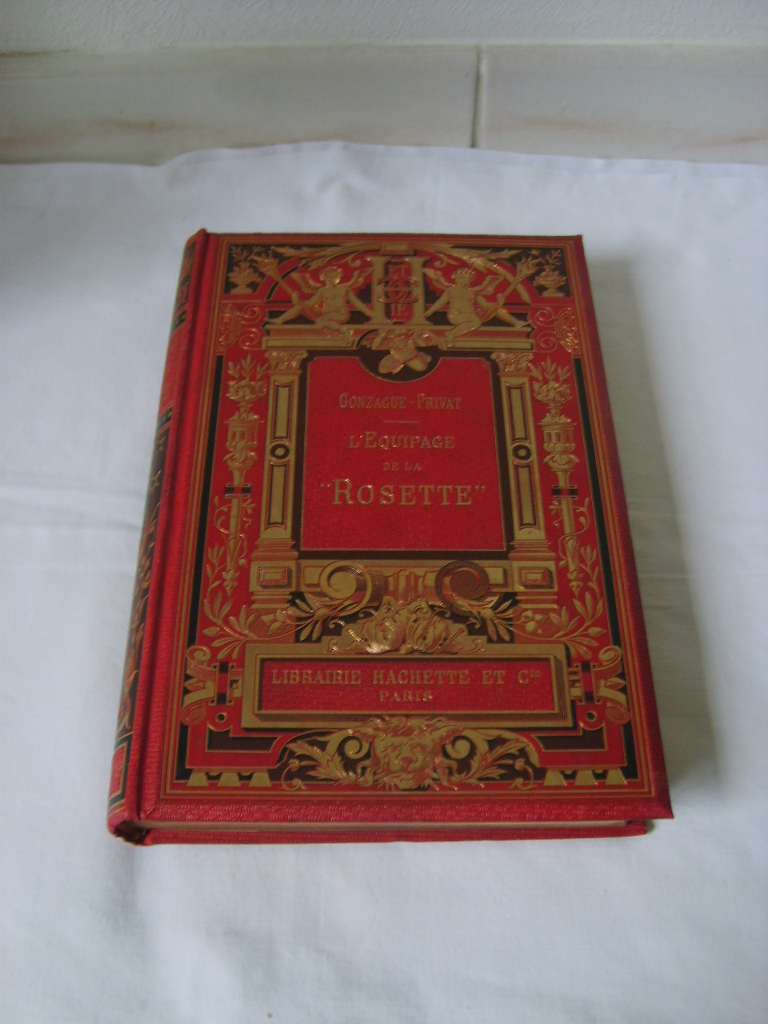 GONZAGUE-PRIVAT
L'EQUIPAGE
DE LA
"ROSETTE"
LIBRAIRIE HACHETTE ET Cie
PARIS